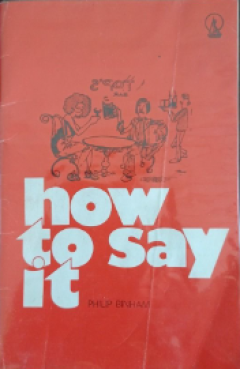 how
to say
it
PHILIP BINHAM